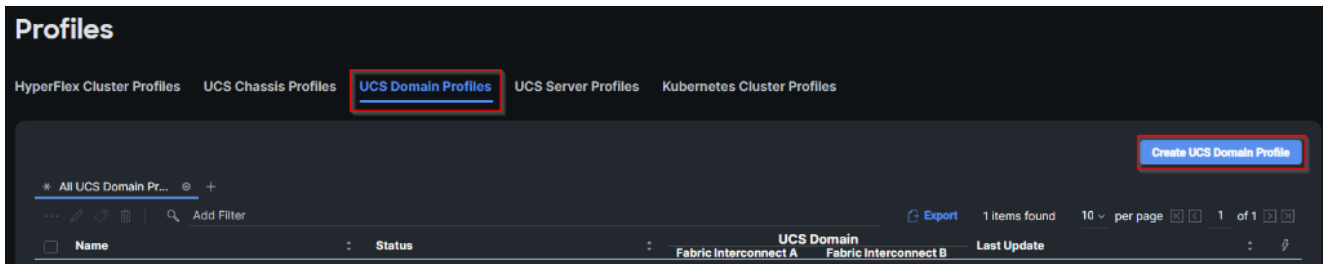 Profiles
HyperFlex Cluster Profiles UCS Chassis Profiles UCS Domain Profiles UCS Server Profiles Kubernetes Cluster Profiles
Create UCS Domain Profile
All UCS Domain Pr... +
... Add Filter Export 1 items found 10 per page 1 of 1
Name Status UCS Domain Last Update
Fabric Interconnect A Fabric Interconnect B